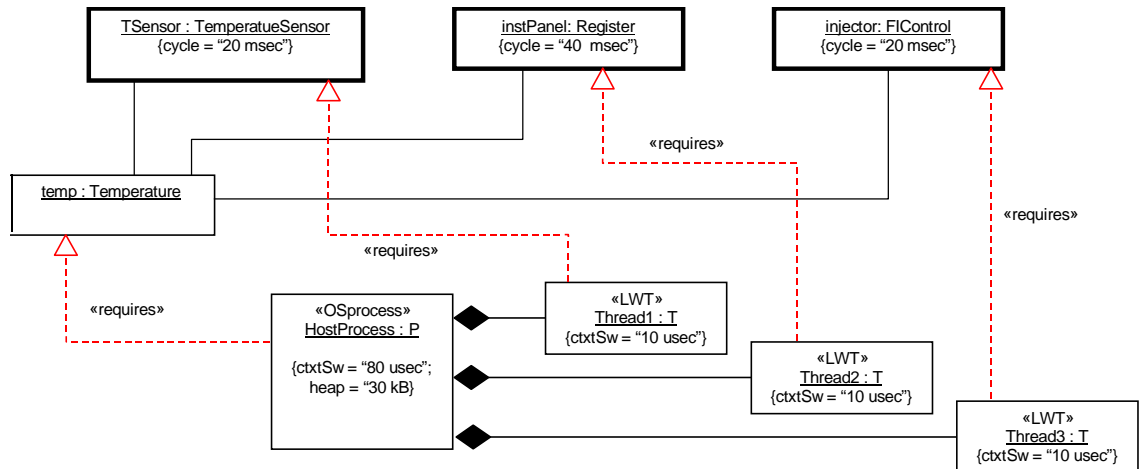 TSensor : TemperatueSensor
{cycle = “20 msec”}
instPanel: Register
{cycle = “40 msec”}
injector: FIControl
{cycle = “20 msec”}
«requires»
temp : Temperature
«requires»
«requires»
«requires»
«OSprocess»
HostProcess : P
{ctxtSw = “80 usec”;
heap = “30 kB}
«LWT»
Thread1 : T
{ctxtSw = “10 usec”}
«LWT»
Thread2 : T
{ctxtSw = “10 usec”}
«LWT»
Thread3 : T
{ctxtSw = “10 usec”}